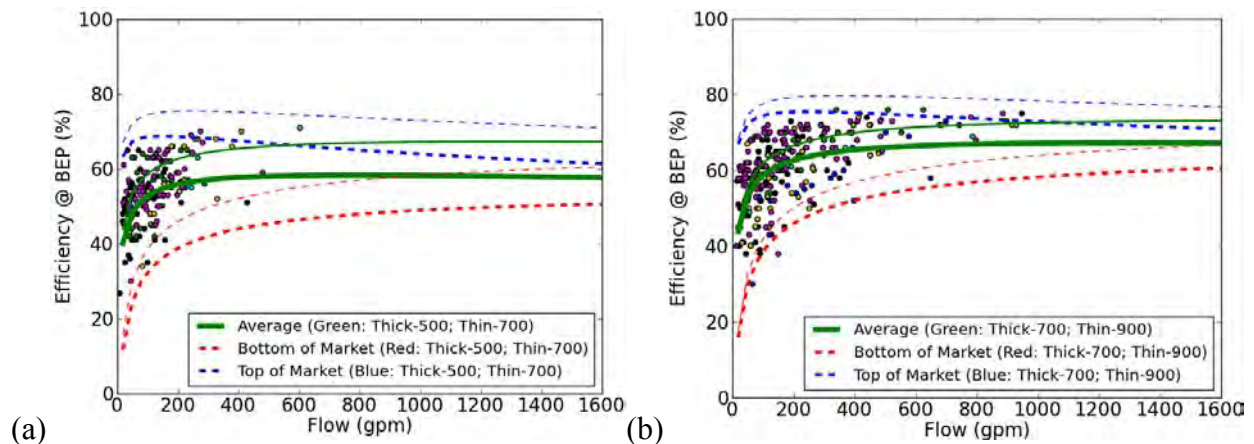 100
80
60
40
20
0
Efficiency @ BEP (%)
Average (Green: Thick-500; Thin-700)
Bottom of Market (Red: Thick-500; Thin-700)
Top of Market (Blue: Thick-500; Thin-700)
0 200 400 600 800 1000 1200 1400 1600
Flow (gpm)
(a)
100
80
60
40
20
0
Efficiency @ BEP (%)
Average (Green: Thick-700; Thin-900)
Bottom of Market (Red: Thick-700; Thin-900)
Top of Market (Blue: Thick-700; Thin-900)
0 200 400 600 800 1000 1200 1400 1600
Flow (gpm)
(b)